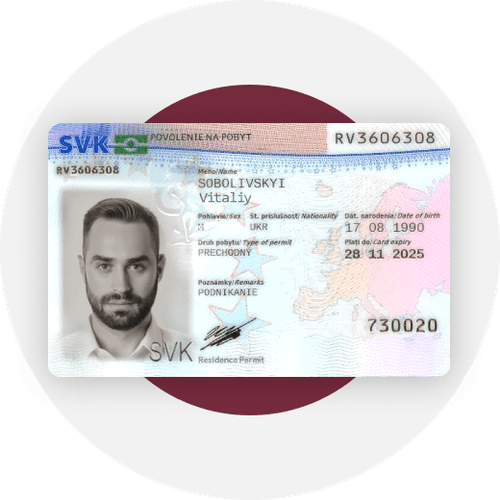 SVK POVOLENIE NA POBYT RV3606308
RV3606308
Meno/Name
SOBOLIVSKYI
Vitaliy
Pohlavie/Sex Št. príslušnosť/Nationality Dát. narodenia/Date of birth
M UKR 17 08 1990
Druh pobytu/Type of permit Platí do/Card expiry
PRECHODNÝ 28 11 2025
Poznámky/Remarks
PODNIKANIE
730020
SVK
Residence Permit